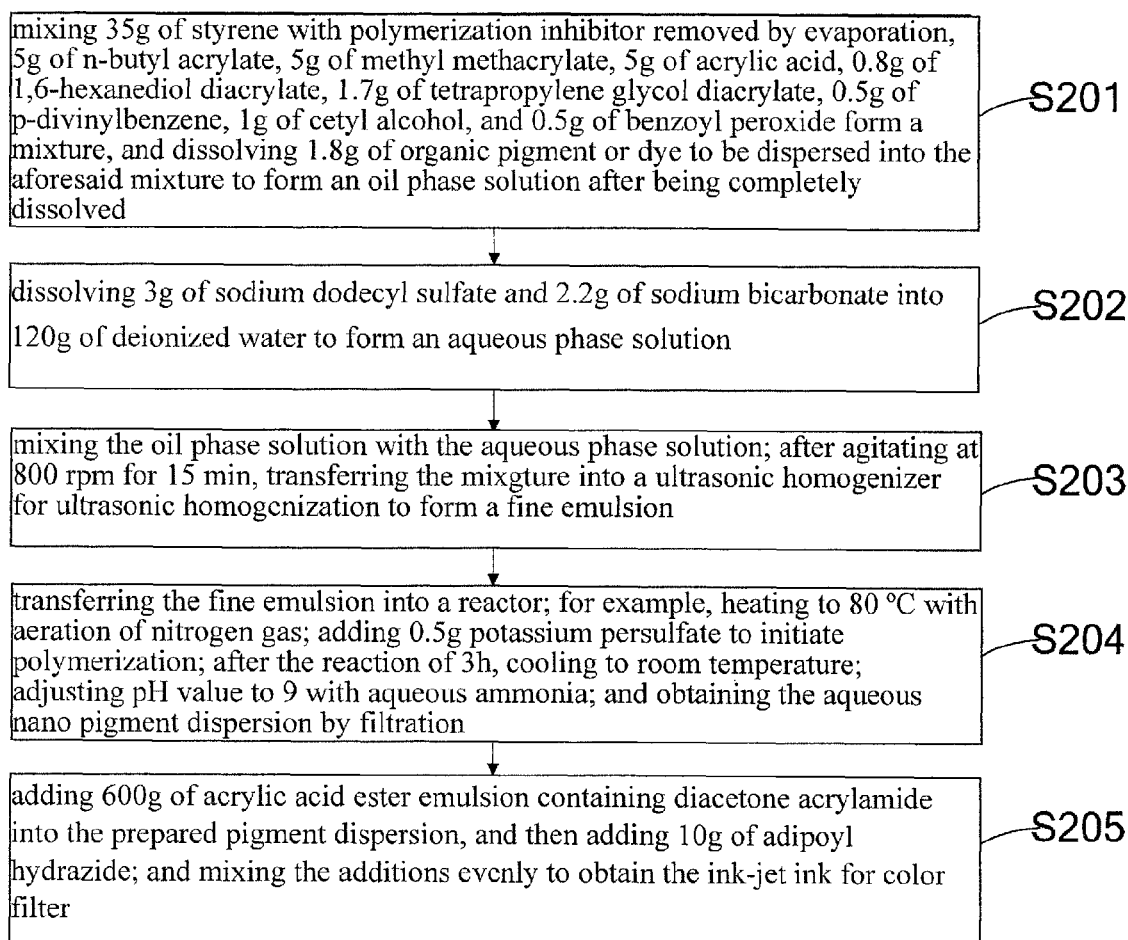 mixing 35g of styrene with polymerization inhibitor removed by evaporation,
5g of n-butyl acrylate, 5g of methyl methacrylate, 5g of acrylic acid, 0.8g of
1,6-hexanediol diacrylate, 1.7g of tetrapropylene glycol diacrylate, 0.5g of
p-divinylbenzene, 1g of cetyl alcohol, and 0.5g of benzoyl peroxide form a
mixture, and dissolving 1.8g of organic pigment or dye to be dispersed into the
aforesaid mixture to form an oil phase solution after being completely
dissolved
S201
dissolving 3g of sodium dodecyl sulfate and 2.2g of sodium bicarbonate into
120g of deionized water to form an aqueous phase solution
S202
mixing the oil phase solution with the aqueous phase solution; after agitating at
800 rpm for 15 min, transferring the mixgture into a ultrasonic homogenizer
for ultrasonic homogenization to form a fine emulsion
S203
transferring the fine emulsion into a reactor; for example, heating to 80 ºC with
aeration of nitrogen gas; adding 0.5g potassium persulfate to initiate
polymerization; after the reaction of 3h, cooling to room temperature;
adjusting pH value to 9 with aqueous ammonia; and obtaining the aqueous
nano pigment dispersion by filtration
S204
adding 600g of acrylic acid ester emulsion containing diacetone acrylamide
into the prepared pigment dispersion, and then adding 10g of adipoyl
hydrazide; and mixing the additions evenly to obtain the ink-jet ink for color
filter
S205